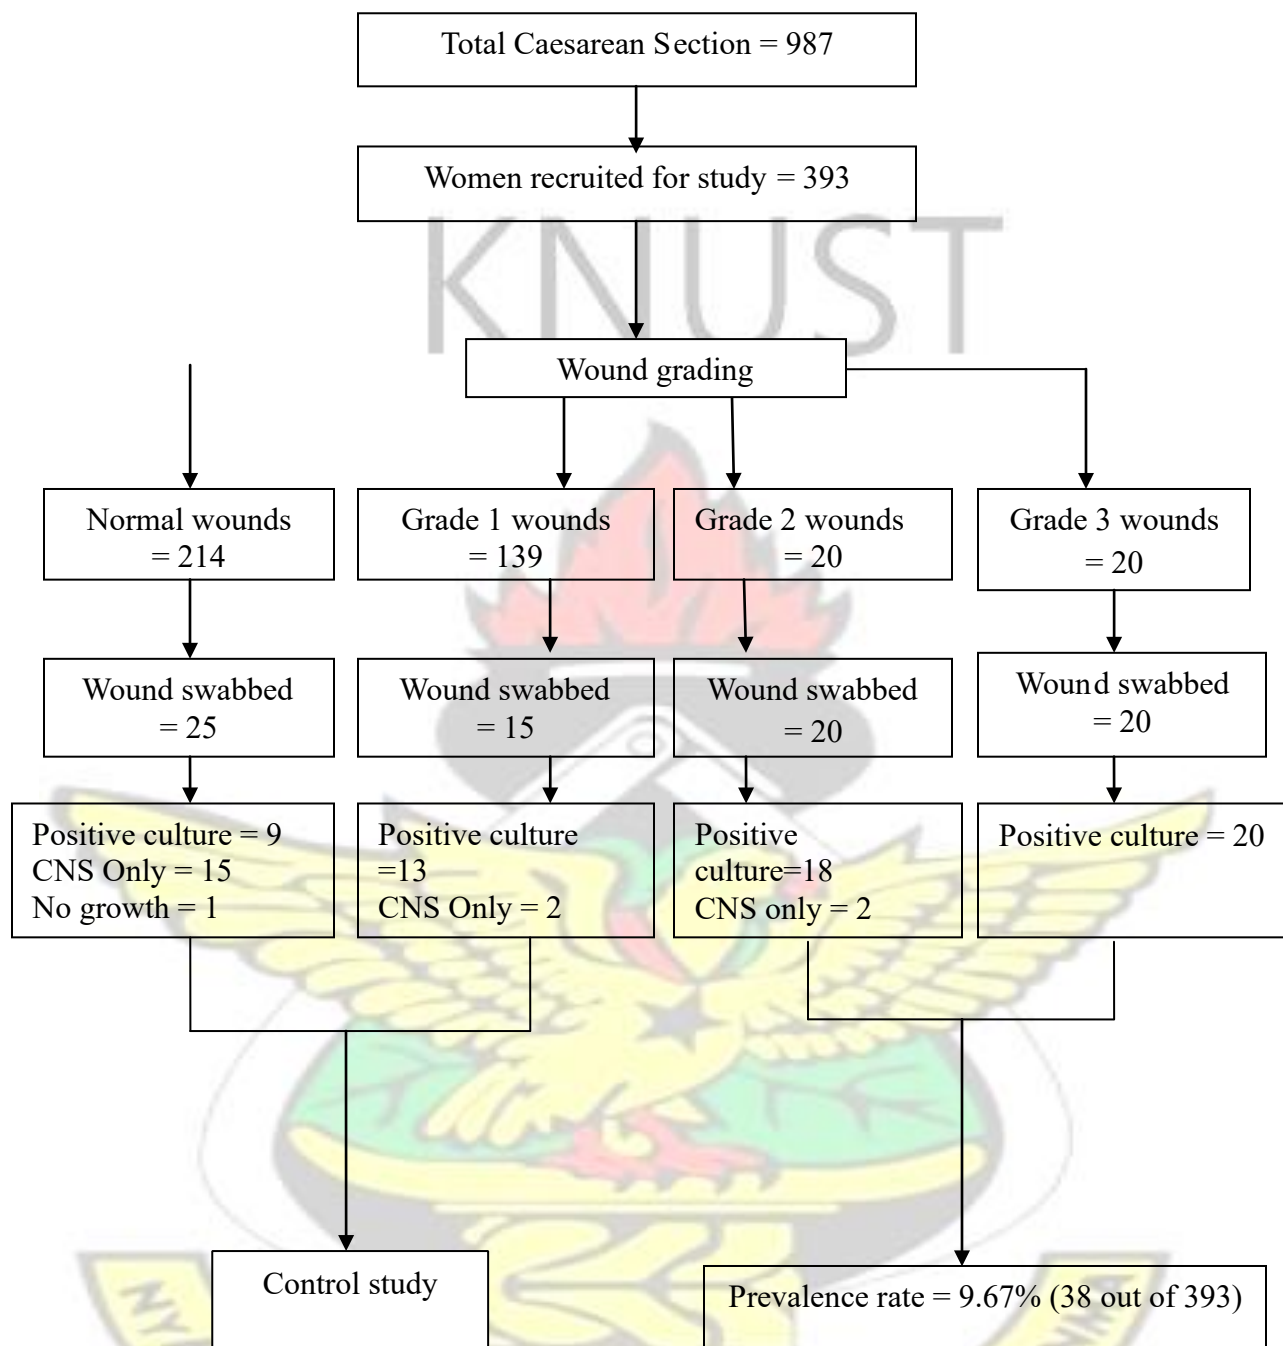 Total Caesarean Section = 987
Women recruited for study = 393
KNUST
Wound grading
Normal wounds
= 214
Grade 1 wounds
= 139
Grade 2 wounds
= 20
Grade 3 wounds
= 20
Wound swabbed
= 25
Wound swabbed
= 15
Wound swabbed
= 20
Wound swabbed
= 20
Positive culture = 9
CNS Only = 15
No growth = 1
Positive culture
=13
CNS Only = 2
Positive
culture=18
CNS only = 2
Positive culture = 20
Control study
Prevalence rate = 9.67% (38 out of 393)
NY